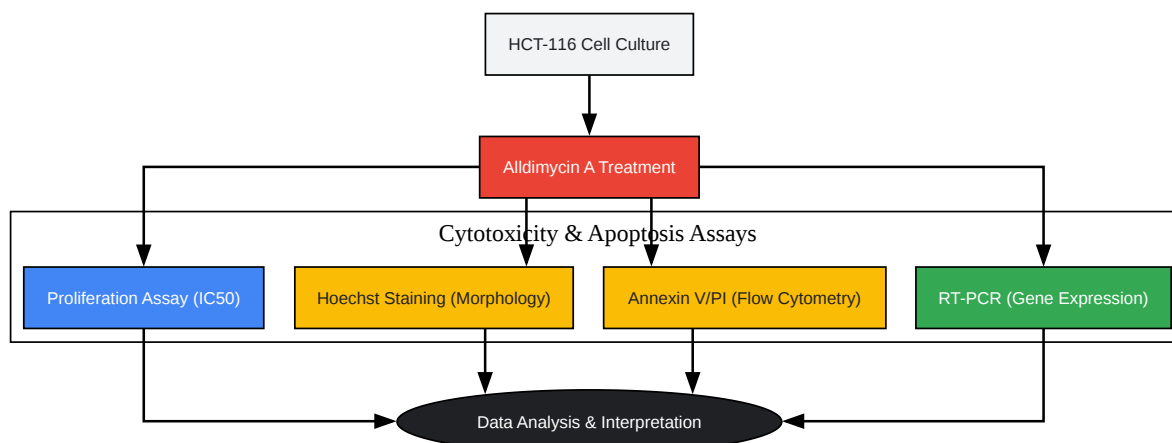 HCT-116 Cell Culture
Alldimycin A Treatment
Cytotoxicity & Apoptosis Assays
Proliferation Assay (IC50)
Hoechst Staining (Morphology)
Annexin V/PI (Flow Cytometry)
RT-PCR (Gene Expression)
Data Analysis & Interpretation